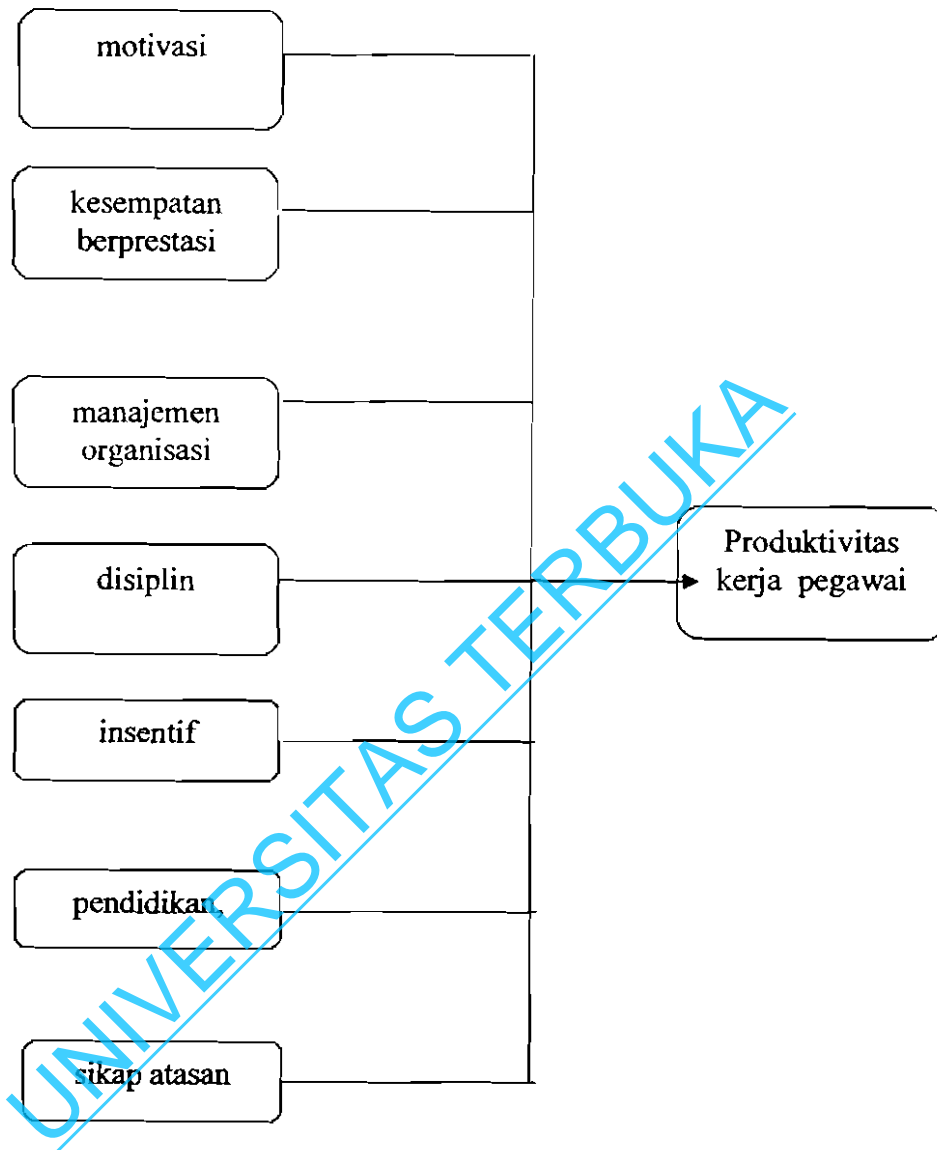 motivasi
kesempatan
berprestasi
manajemen
organisasi
disiplin
insentif
pendidikan,
sikap atasan
Produktivitas
kerja pegawai
UNIVERSITAS TERBUKA